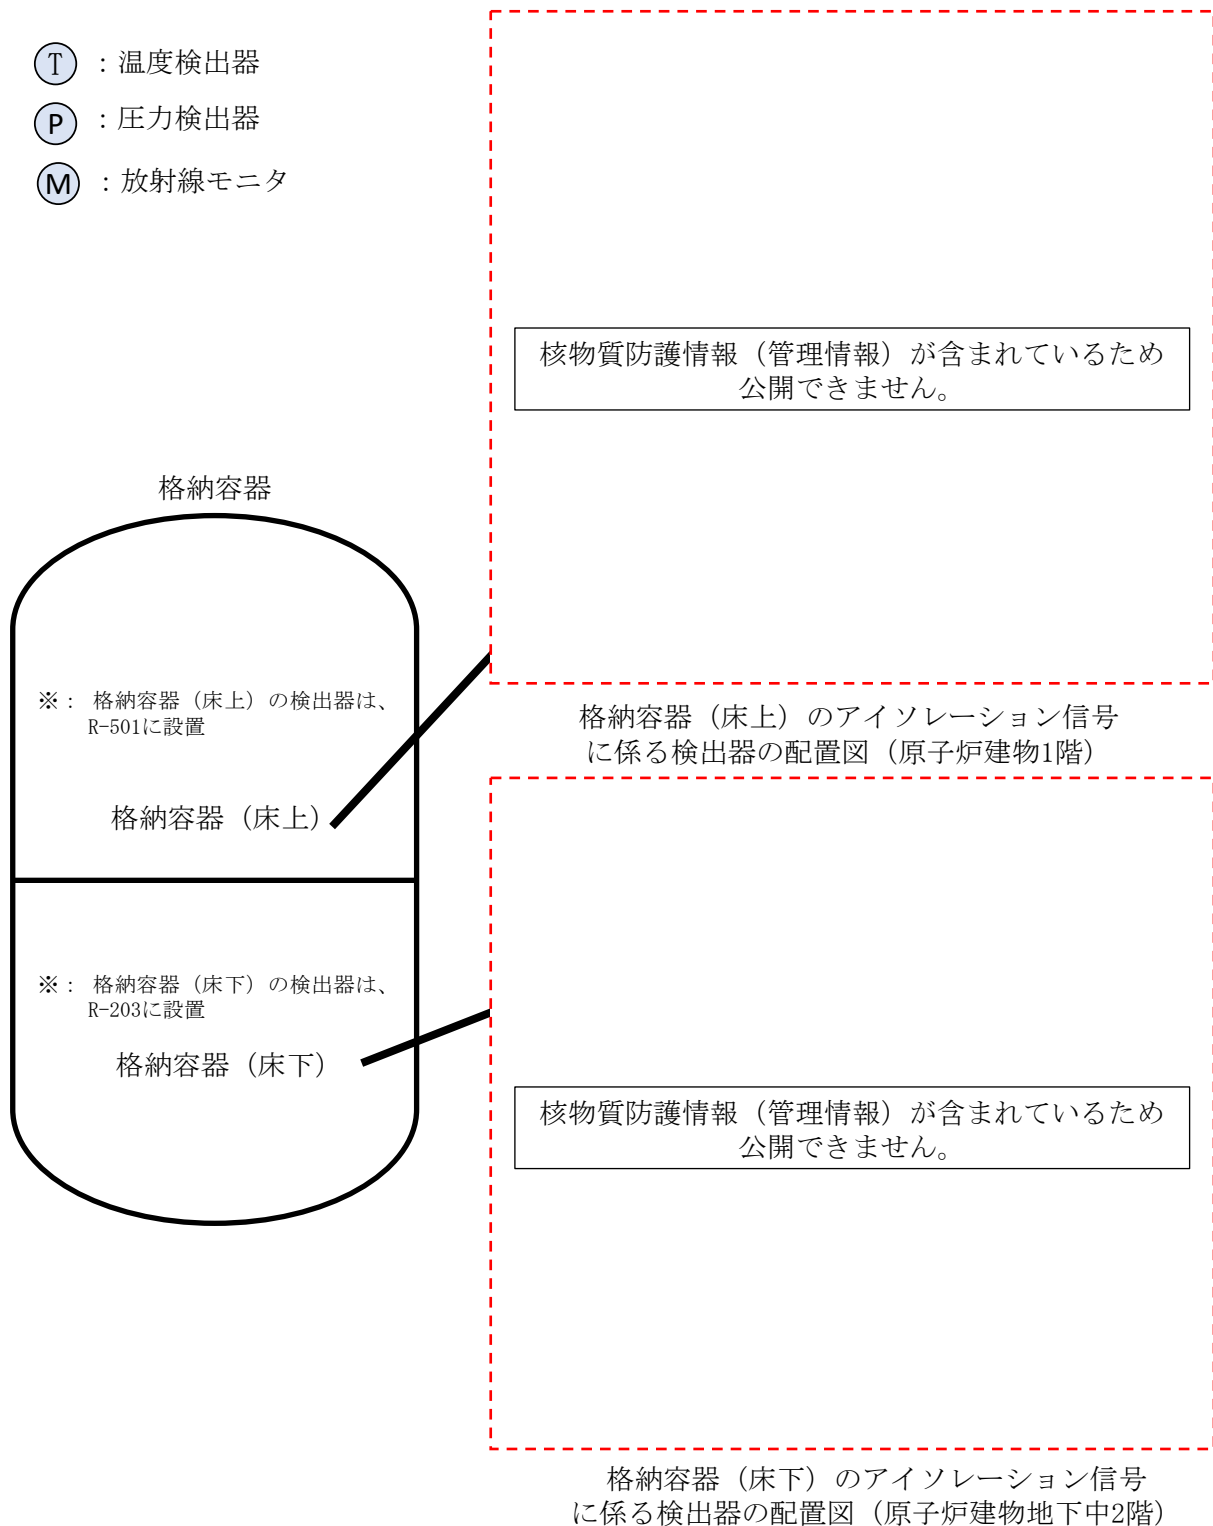 T ：温度検出器
P ：圧力検出器
M ：放射線モニタ
核物質防護情報（管理情報）が含まれているため
公開できません。
格納容器
※： 格納容器（床上）の検出器は、
R-501に設置
格納容器（床上）
格納容器（床上）のアイソレーション信号
に係る検出器の配置図（原子炉建物1階）
※： 格納容器（床下）の検出器は、
R-203に設置
格納容器（床下）
核物質防護情報（管理情報）が含まれているため
公開できません。
格納容器（床下）のアイソレーション信号
に係る検出器の配置図（原子炉建物地下中2階）